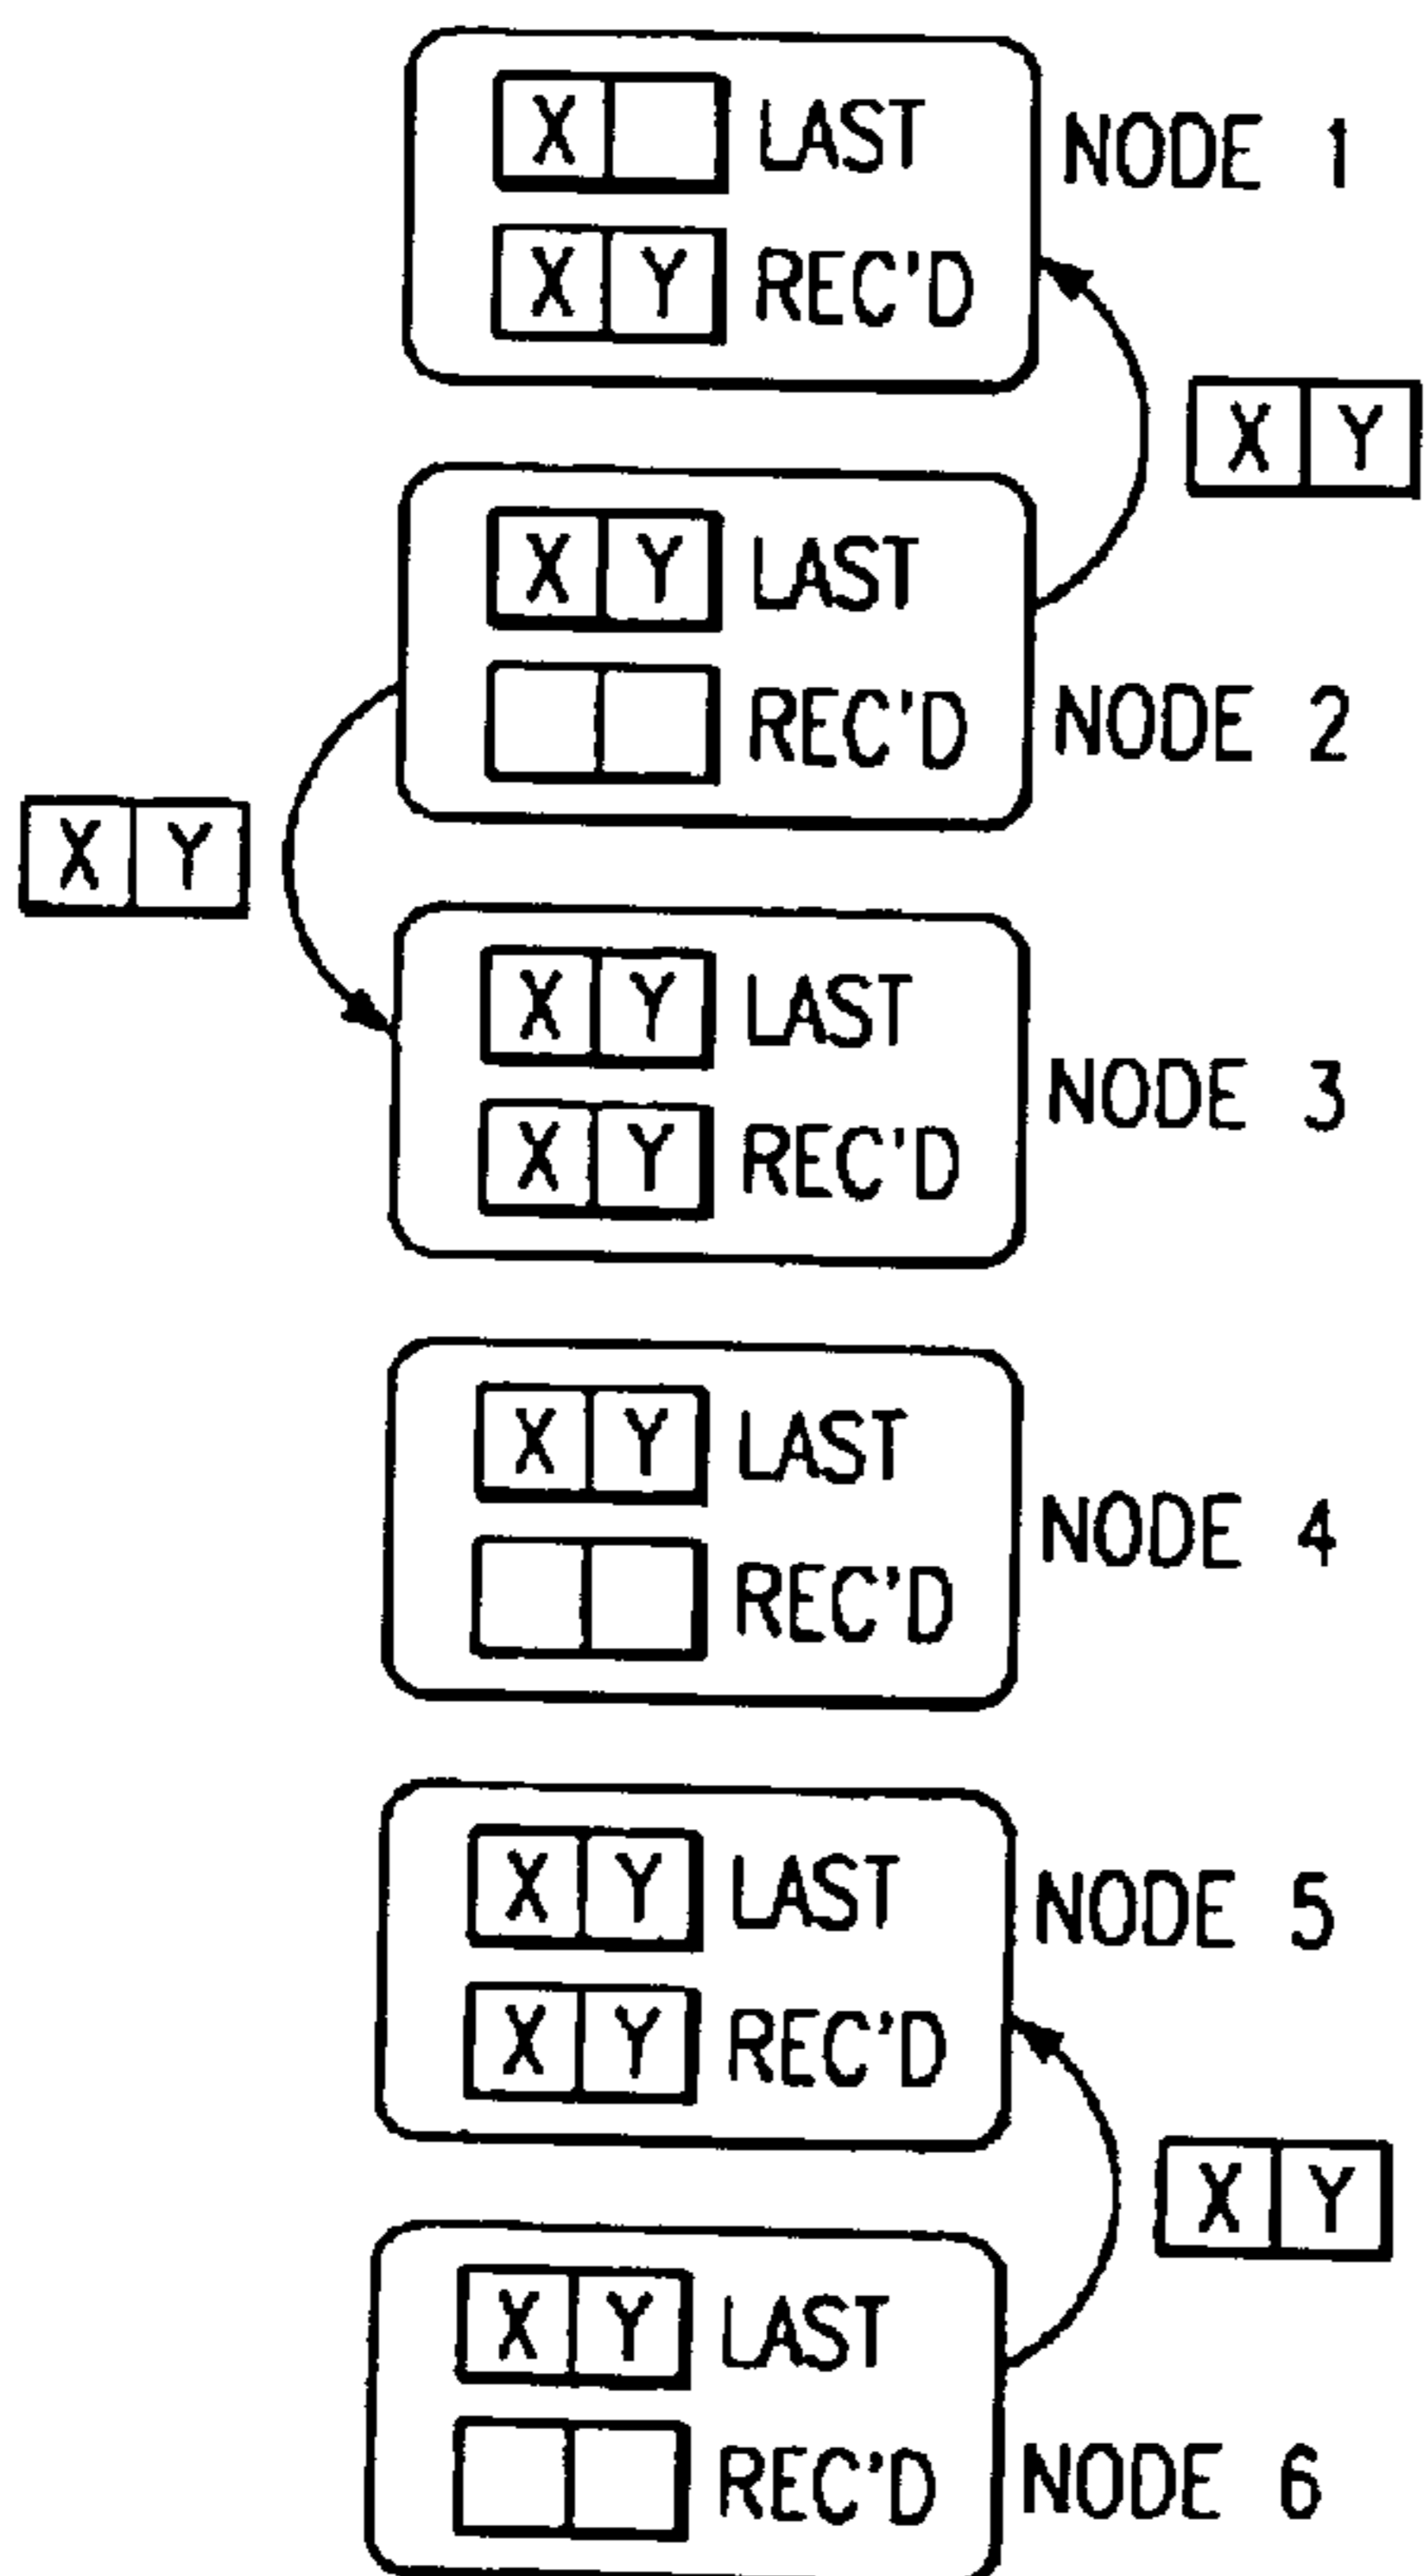 X LAST NODE 1
X Y REC'D
X Y
X Y LAST
REC'D NODE 2
X Y
X Y LAST
NODE 3
X Y REC'D
X Y LAST
NODE 4
REC'D
X Y LAST NODE 5
X Y REC'D
X Y
X Y LAST
REC'D NODE 6